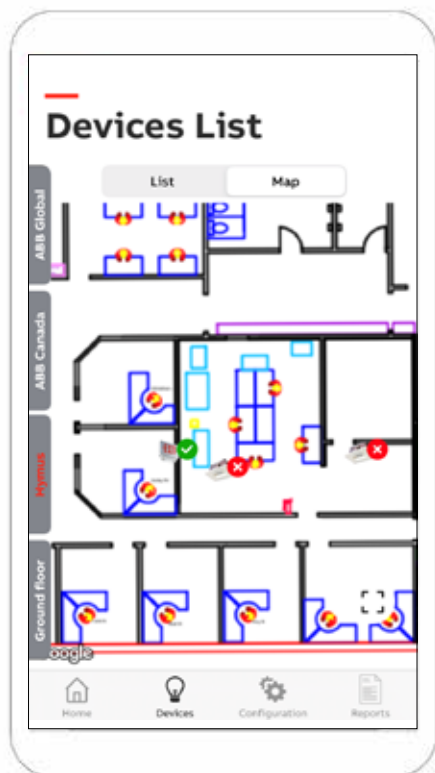 Devices List
List
Map
ABB Global
ABB Canada
Hymus
Ground floor
oogle
Home
Devices
Configuration
Reports